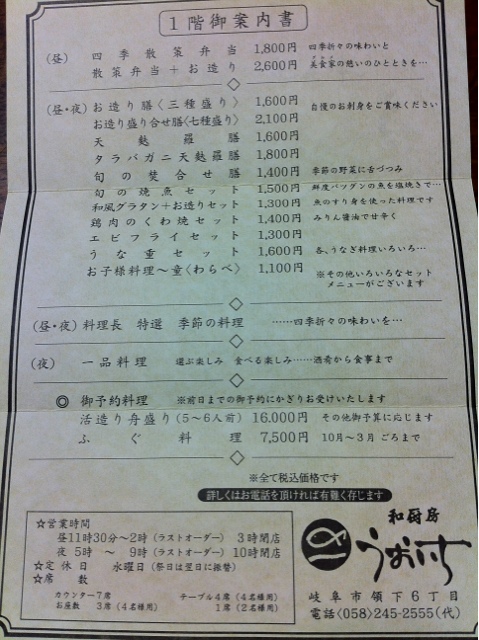 1階御案内書
(昼) 四季散策弁当 1,800円 四季折々の味わいと
散策弁当+お造り 2,600円 美食家の憩いのひとときを…
(昼・夜) お造り膳〈三種盛り〉 1,600円 自慢のお刺身をご賞味ください
お造り盛り合せ膳〈七種盛り〉 2,100円
天麩羅膳 1,600円
タラバガニ天麩羅膳 1,800円
旬の焚合せ膳 1,400円 季節の野菜に舌づつみ
旬の焼魚セット 1,500円 鮮度バツグンの魚を塩焼きで…
和風グラタン+お造りセット 1,300円 魚のすり身を使った料理です
鶏肉のくわ焼セット 1,400円 みりん醤油で甘辛く
エビフライセット 1,300円
うな重セット 1,600円 各、うなぎ料理いろいろ…
お子様料理〜童〈わらべ〉 1,100円 ※その他いろいろなセット
メニューがございます
(昼・夜) 料理長 特選 季節の料理 ……四季折々の味わいを…
(夜) 一品料理 選ぶ楽しみ 食べる楽しみ……酒肴から食事まで
◎ 御予約料理 ※前日までの御予約にかぎりお受けいたします
活造り舟盛り(5〜6人前) 16.000円 その他御予算に応じます
ふぐ料理 7,500円 10月〜3月 ごろまで
※全て税込価格です
詳しくはお電話を頂ければ有難く存じます
☆営業時間
昼11時30分〜2時〈ラストオーダー〉 3時閉店
夜 5時 〜 9時〈ラストオーダー〉 10時閉店
☆定休日 水曜日(祭日は翌日に振替)
☆席数
カウンター7席 テーブル4席(4名様用)
お座敷 3席(4名様用) 1席(2名様用)
和厨房
うおいち
岐阜市領下6丁目
電話〈058〉245-2555(代)